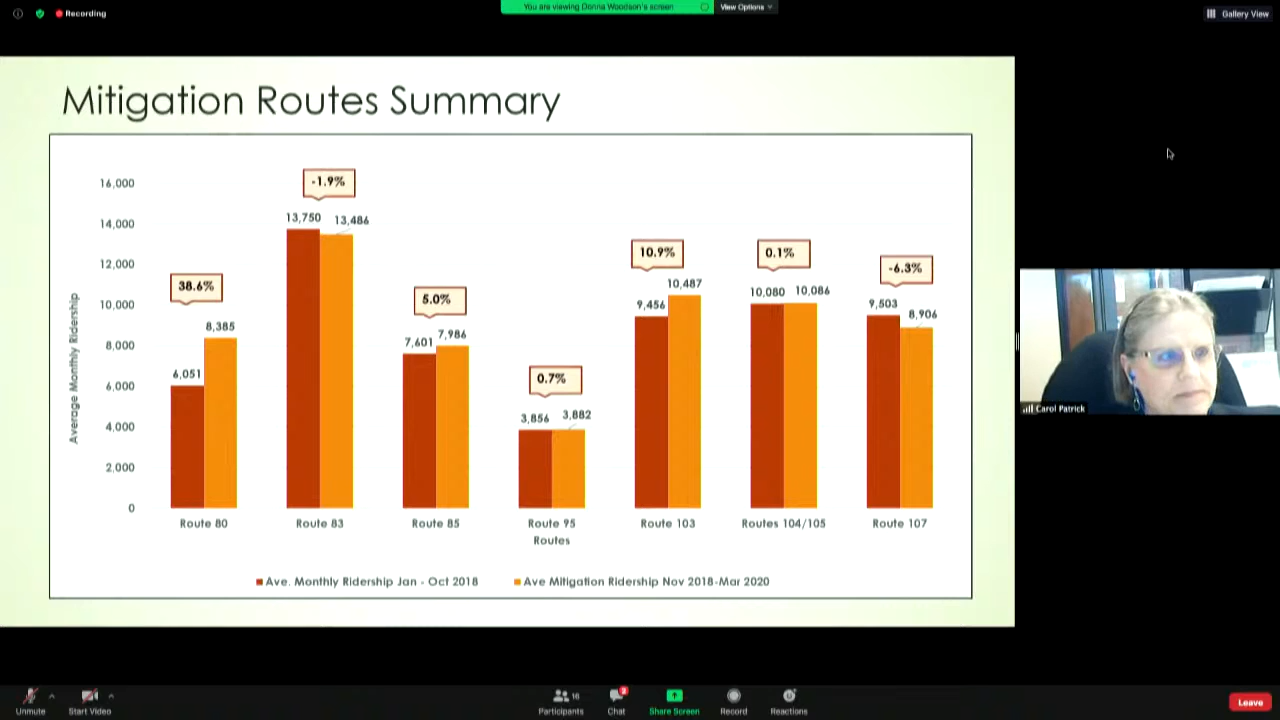 Recording
You are viewing Donna Woodson's screen
View Options
Gallery View
Mitigation Routes Summary
Average Monthly Ridership
16,000
14,000
12,000
10,000
8,000
6,000
4,000
2,000
0
38.6%
6,051
8,385
-1.9%
13,750
13,486
5.0%
7,601
7,986
0.7%
3,856
3,882
10.9%
9,456
10,487
0.1%
10,080
10,086
-6.3%
9,503
8,906
Route 80
Route 83
Route 85
Route 95
Route 103
Routes 104/105
Route 107
Routes
Ave. Monthly Ridership Jan - Oct 2018
Ave Mitigation Ridership Nov 2018-Mar 2020
Carol Patrick
Unmute
Start Video
Participants
16
Chat
Share Screen
Record
Reactions
Leave